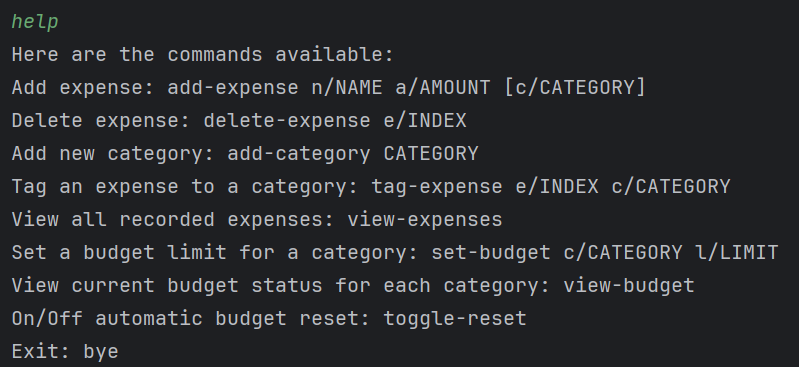 help
Here are the commands available:
Add expense: add-expense n/NAME a/AMOUNT [c/CATEGORY]
Delete expense: delete-expense e/INDEX
Add new category: add-category CATEGORY
Tag an expense to a category: tag-expense e/INDEX c/CATEGORY
View all recorded expenses: view-expenses
Set a budget limit for a category: set-budget c/CATEGORY l/LIMIT
View current budget status for each category: view-budget
On/Off automatic budget reset: toggle-reset
Exit: bye